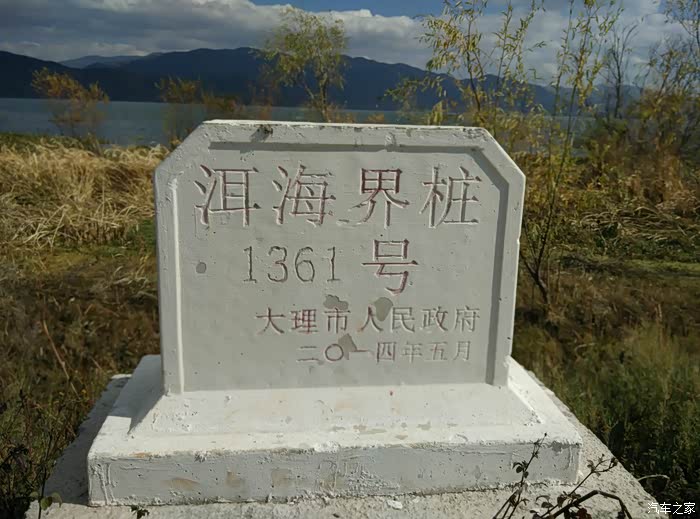 洱海界桩
1361 号
大理市人民政府
二〇一四年五月
汽车之家